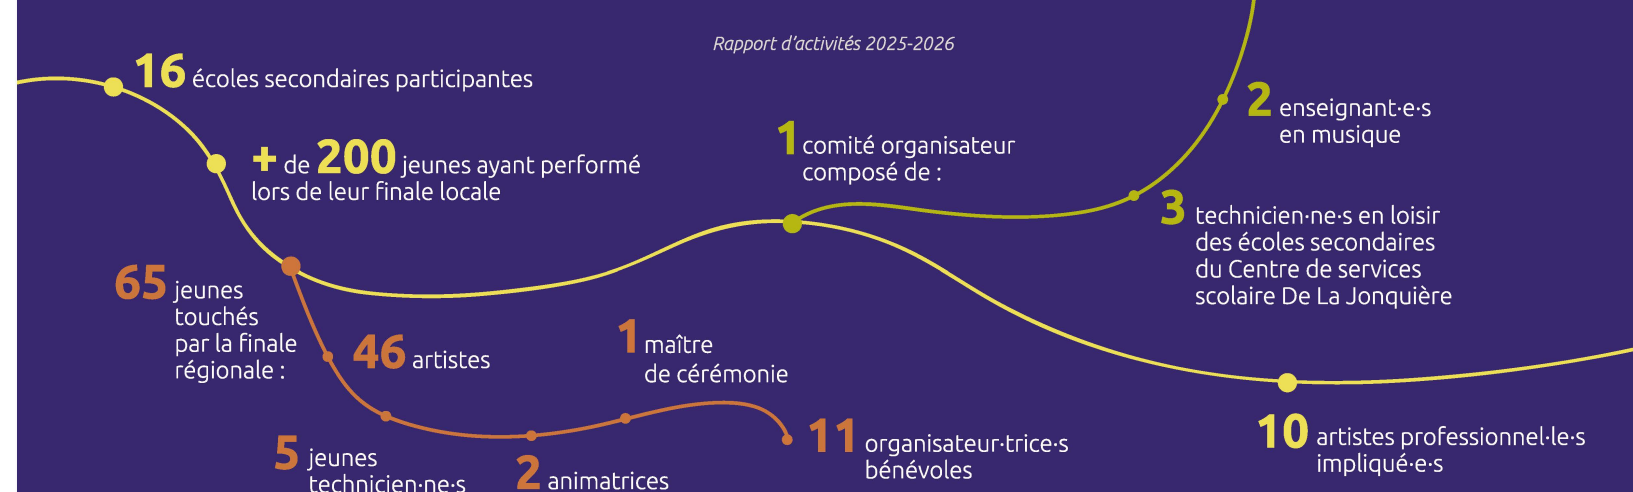 Rapport d’activités 2025-2026
16 écoles secondaires participantes
+ de 200 jeunes ayant performé
lors de leur finale locale
65 jeunes
touchés
par la finale
régionale :
46 artistes
5 jeunes
technicien·ne·s
2 animatrices
1 maître
de cérémonie
11 organisateur·trice·s
bénévoles
1 comité organisateur
composé de :
3 technicien·ne·s en loisir
des écoles secondaires
du Centre de services
scolaire De La Jonquière
2 enseignant·e·s
en musique
10 artistes professionnel·le·s
impliqué·e·s